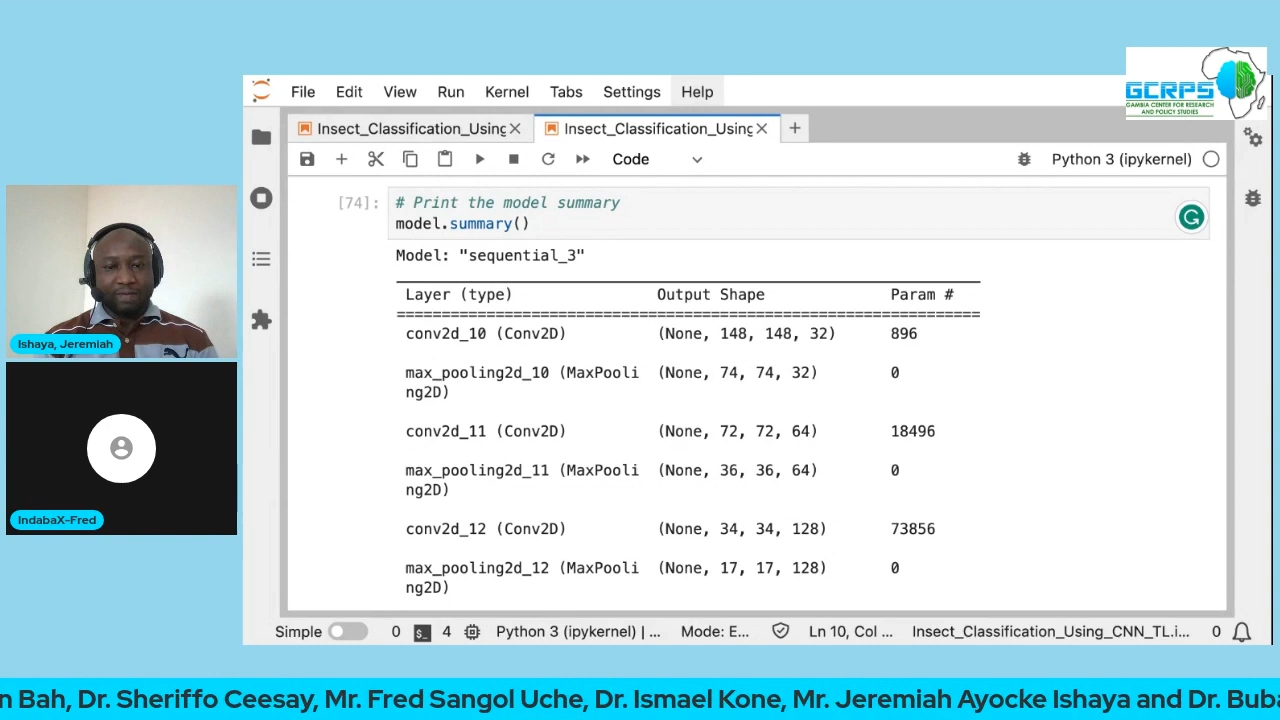 GCRPS
GAMBIA CENTER FOR RESEARCH
AND POLICY STUDIES
File Edit View Run Kernel Tabs Settings Help
Insect_Classification_Using Insect_Classification_Using
Code Python 3 (ipykernel)
[74]: # Print the model summary
model.summary()
Model: "sequential_3"
Layer (type) Output Shape Param #
=================================================================
conv2d_10 (Conv2D) (None, 148, 148, 32) 896
max_pooling2d_10 (MaxPooli (None, 74, 74, 32) 0
ng2D)
conv2d_11 (Conv2D) (None, 72, 72, 64) 18496
max_pooling2d_11 (MaxPooli (None, 36, 36, 64) 0
ng2D)
conv2d_12 (Conv2D) (None, 34, 34, 128) 73856
max_pooling2d_12 (MaxPooli (None, 17, 17, 128) 0
ng2D)
Simple 0 4 Python 3 (ipykernel) | ... Mode: E... Ln 10, Col ... Insect_Classification_Using_CNN_TL.i... 0
Ishaya, Jeremiah
IndabaX-Fred
n Bah, Dr. Sheriffo Ceesay, Mr. Fred Sangol Uche, Dr. Ismael Kone, Mr. Jeremiah Ayocke Ishaya and Dr. Buba